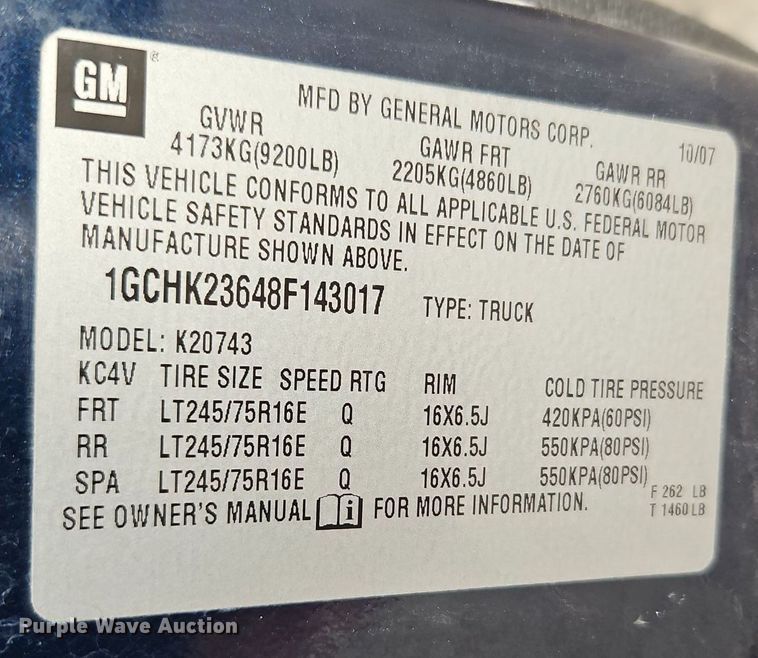 GM ®
MFD BY GENERAL MOTORS CORP. 10/07
GVWR GAWR FRT GAWR RR
4173KG(9200LB) 2205KG(4860LB) 2760KG(6084LB)
THIS VEHICLE CONFORMS TO ALL APPLICABLE U.S. FEDERAL MOTOR
VEHICLE SAFETY STANDARDS IN EFFECT ON THE DATE OF
MANUFACTURE SHOWN ABOVE.
1GCHK23648F143017 TYPE: TRUCK
MODEL: K20743
KC4V TIRE SIZE SPEED RTG RIM COLD TIRE PRESSURE
FRT LT245/75R16E Q 16X6.5J 420KPA(60PSI)
RR LT245/75R16E Q 16X6.5J 550KPA(80PSI)
SPA LT245/75R16E Q 16X6.5J 550KPA(80PSI)
F 262 LB
T 1460 LB
SEE OWNER'S MANUAL i FOR MORE INFORMATION.
Purple Wave Auction